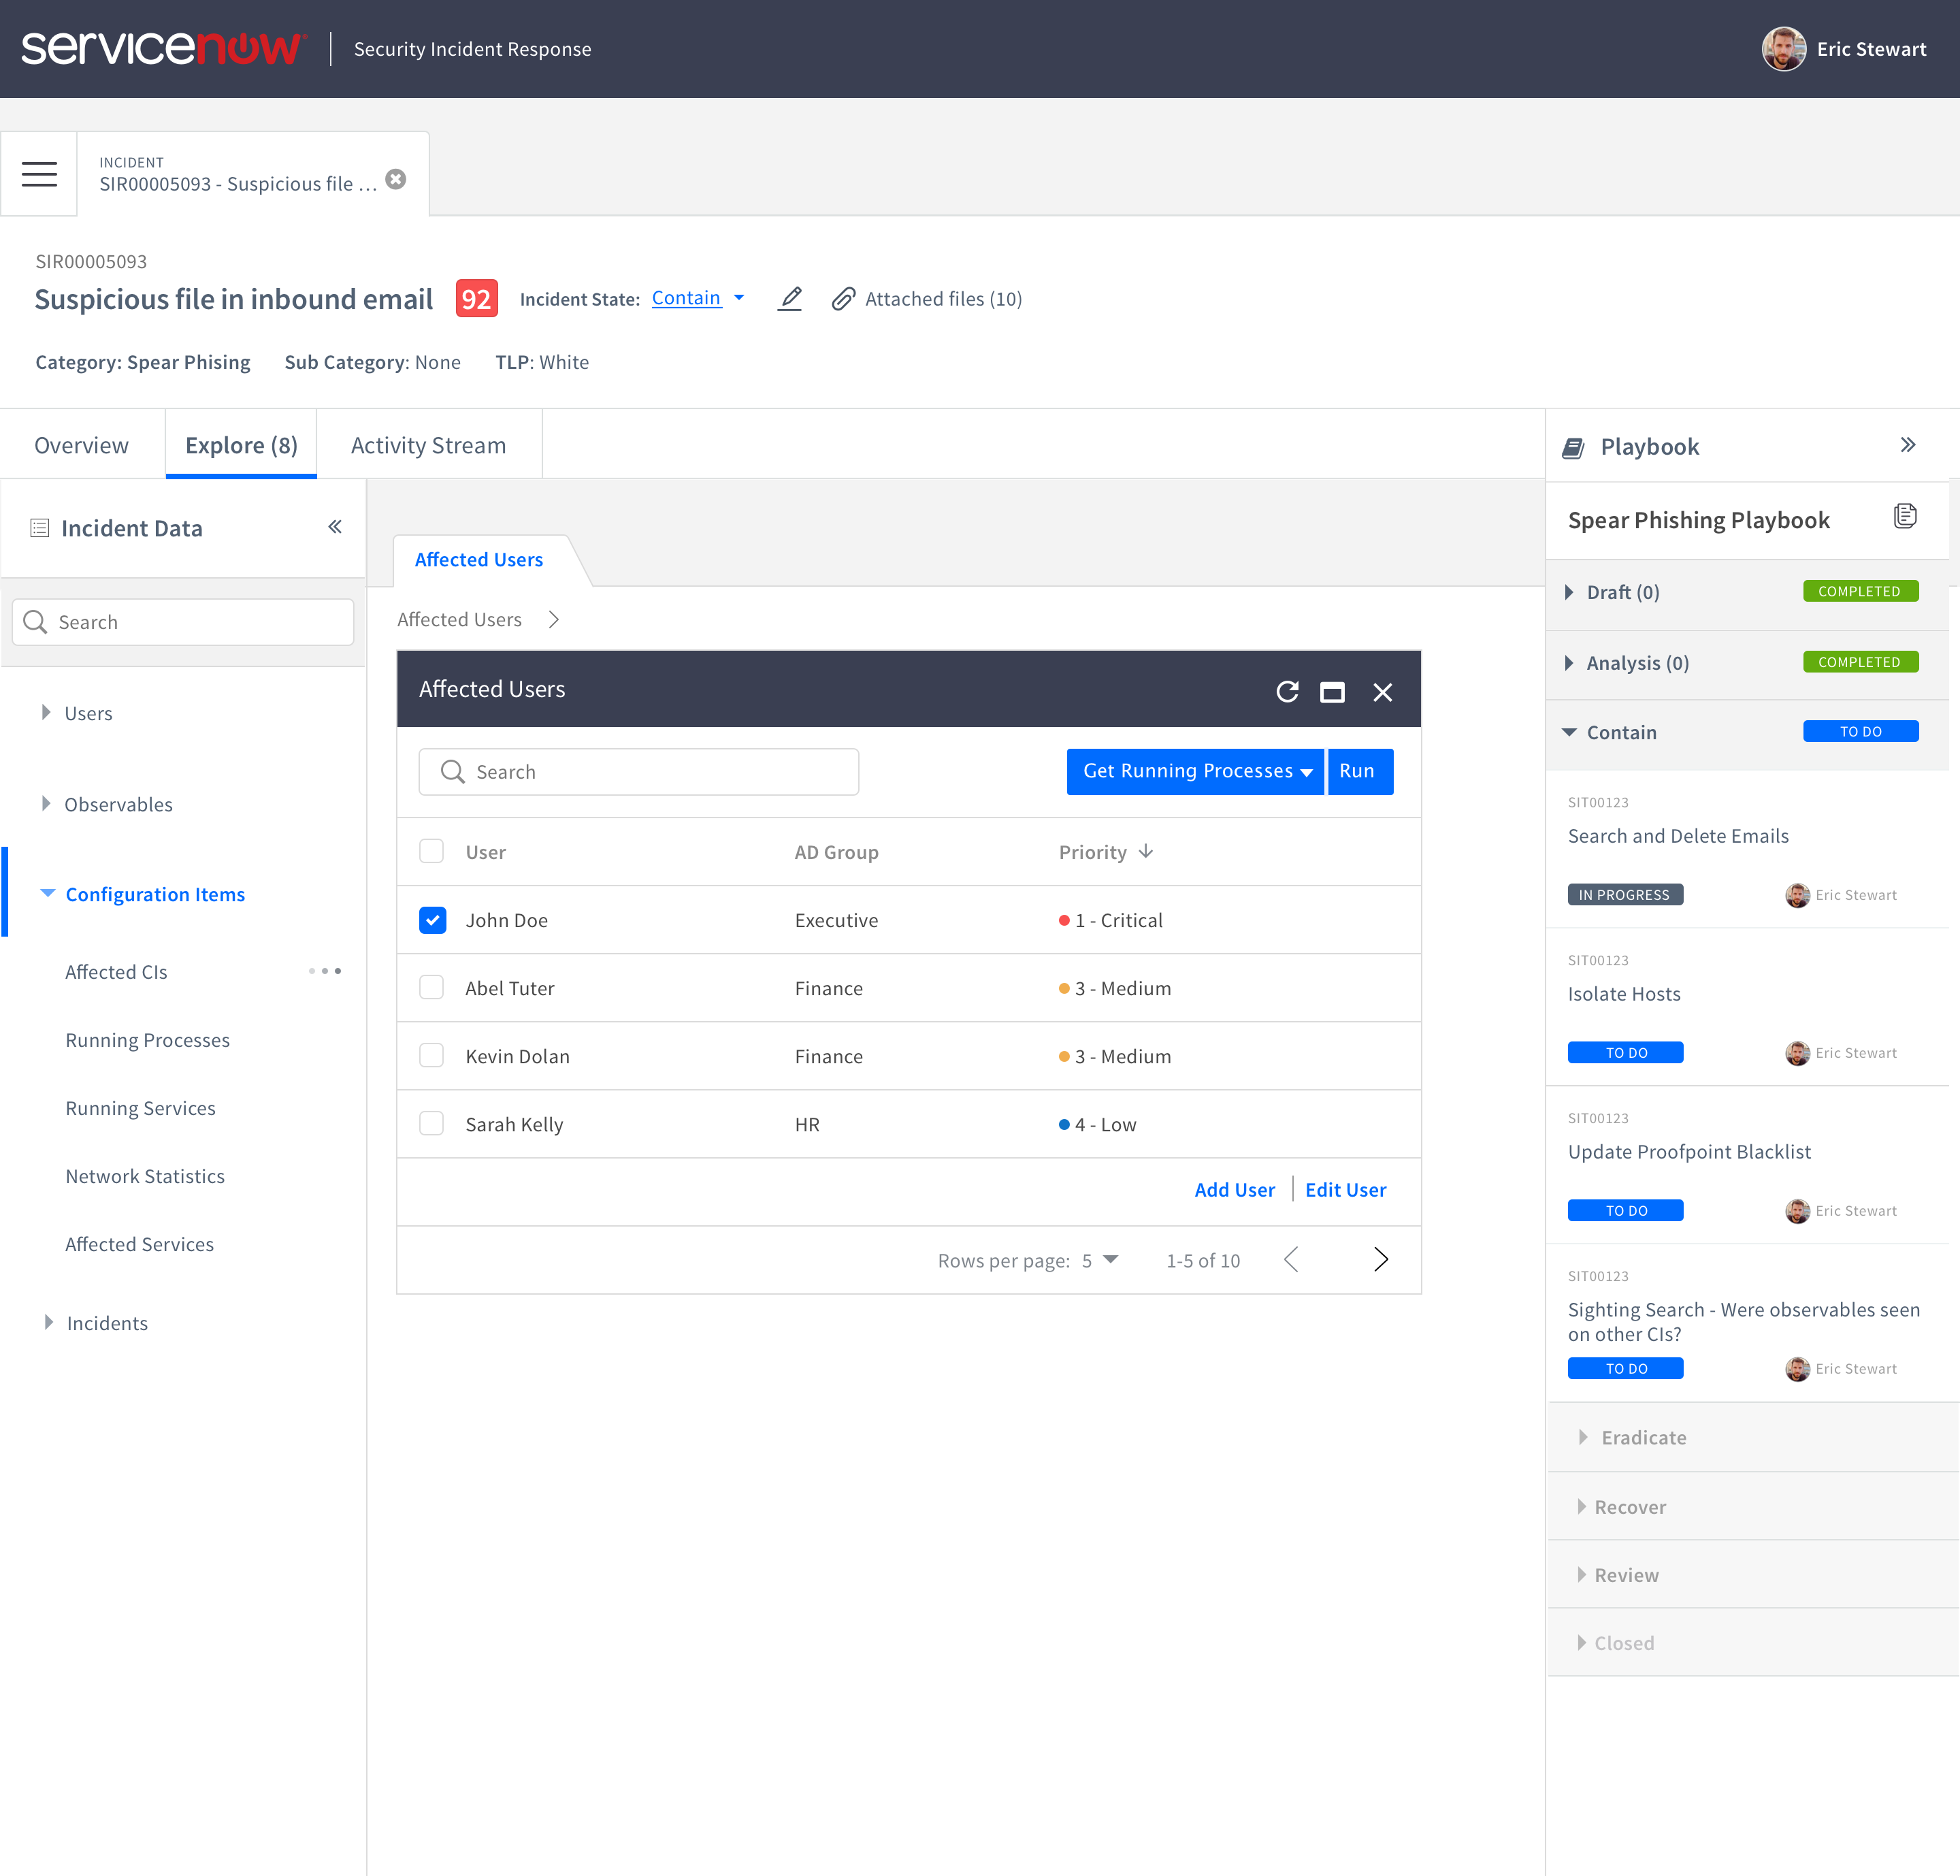 servicenow
Security Incident Response
Eric Stewart
INCIDENT
SIR00005093 - Suspicious file ...
SIR00005093
Suspicious file in inbound email
92
Incident State: Contain
Attached files (10)
Category: Spear Phising
Sub Category: None
TLP: White
Overview
Explore (8)
Activity Stream
Incident Data
Search
Users
Observables
Configuration Items
Affected CIs
Running Processes
Running Services
Network Statistics
Affected Services
Incidents
Affected Users
Affected Users
Affected Users
Search
Get Running Processes
Run
User AD Group Priority
John Doe Executive 1 - Critical
Abel Tuter Finance 3 - Medium
Kevin Dolan Finance 3 - Medium
Sarah Kelly HR 4 - Low
Add User | Edit User
Rows per page: 5 1-5 of 10
Playbook
Spear Phishing Playbook
Draft (0) COMPLETED
Analysis (0) COMPLETED
Contain TO DO
SIT00123
Search and Delete Emails
IN PROGRESS Eric Stewart
SIT00123
Isolate Hosts
TO DO Eric Stewart
SIT00123
Update Proofpoint Blacklist
TO DO Eric Stewart
SIT00123
Sighting Search - Were observables seen
on other CIs?
TO DO Eric Stewart
Eradicate
Recover
Review
Closed